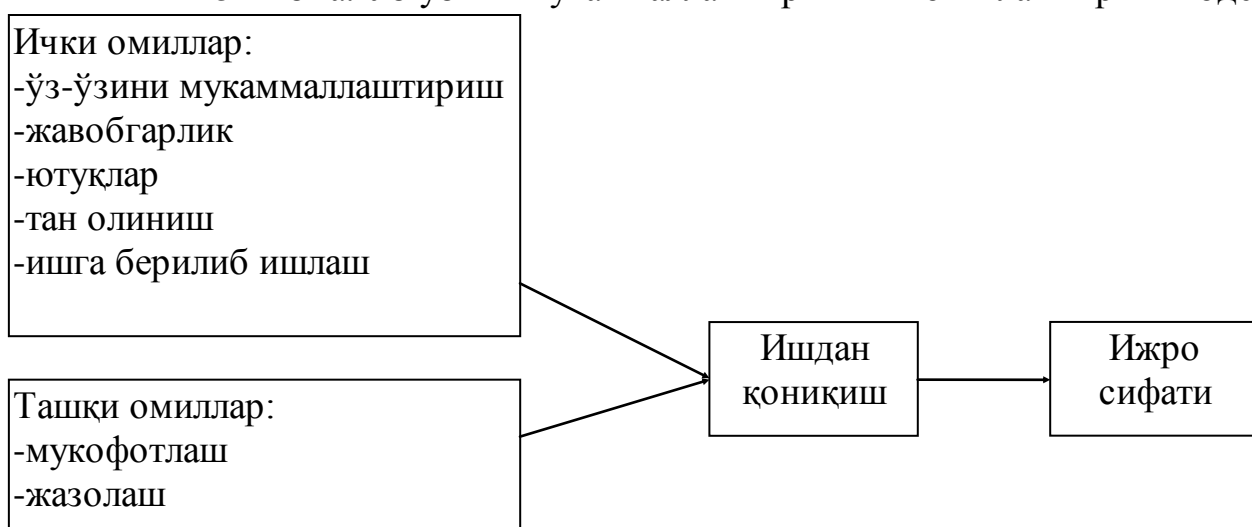 Ички омиллар:
-ўз-ўзини мукаммаллаштириш
-жавобгарлик
-ютуқлар
-тан олиниш
-ишга берилиб ишлаш
Ташқи омиллар:
-мукофотлаш
-жазолаш
Ишдан
қониқиш
Ижро
сифати